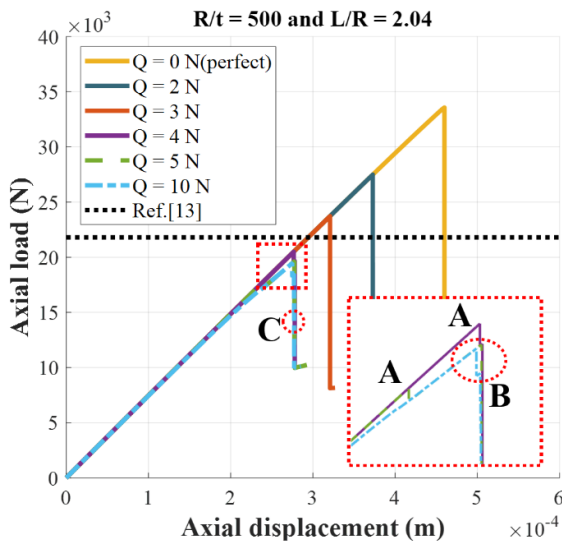 R/t = 500 and L/R = 2.04
×10³
40
35
30
25
20
15
10
5
0
Axial load (N)
Q = 0 N(perfect)
Q = 2 N
Q = 3 N
Q = 4 N
Q = 5 N
Q = 10 N
Ref.[13]
C
A
A
B
0 1 2 3 4 5 6
Axial displacement (m)
×10⁻⁴